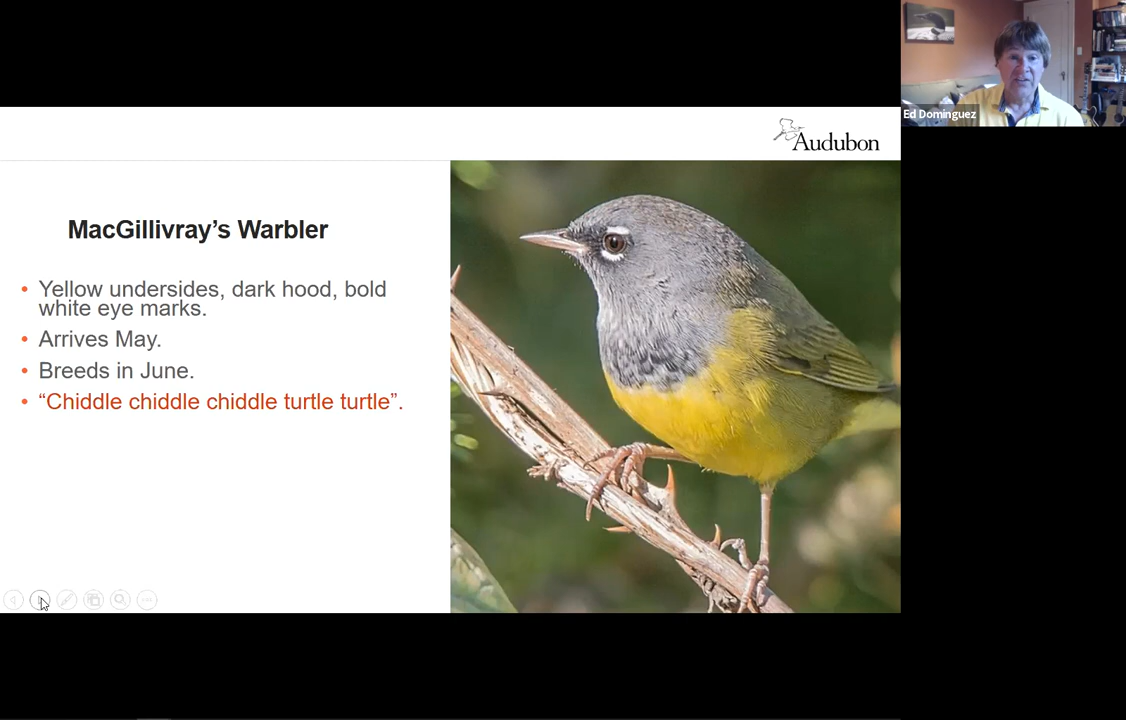 Ed Dominguez
Audubon
MacGillivray’s Warbler
• Yellow undersides, dark hood, bold
white eye marks.
• Arrives May.
• Breeds in June.
• “Chiddle chiddle chiddle turtle turtle”.